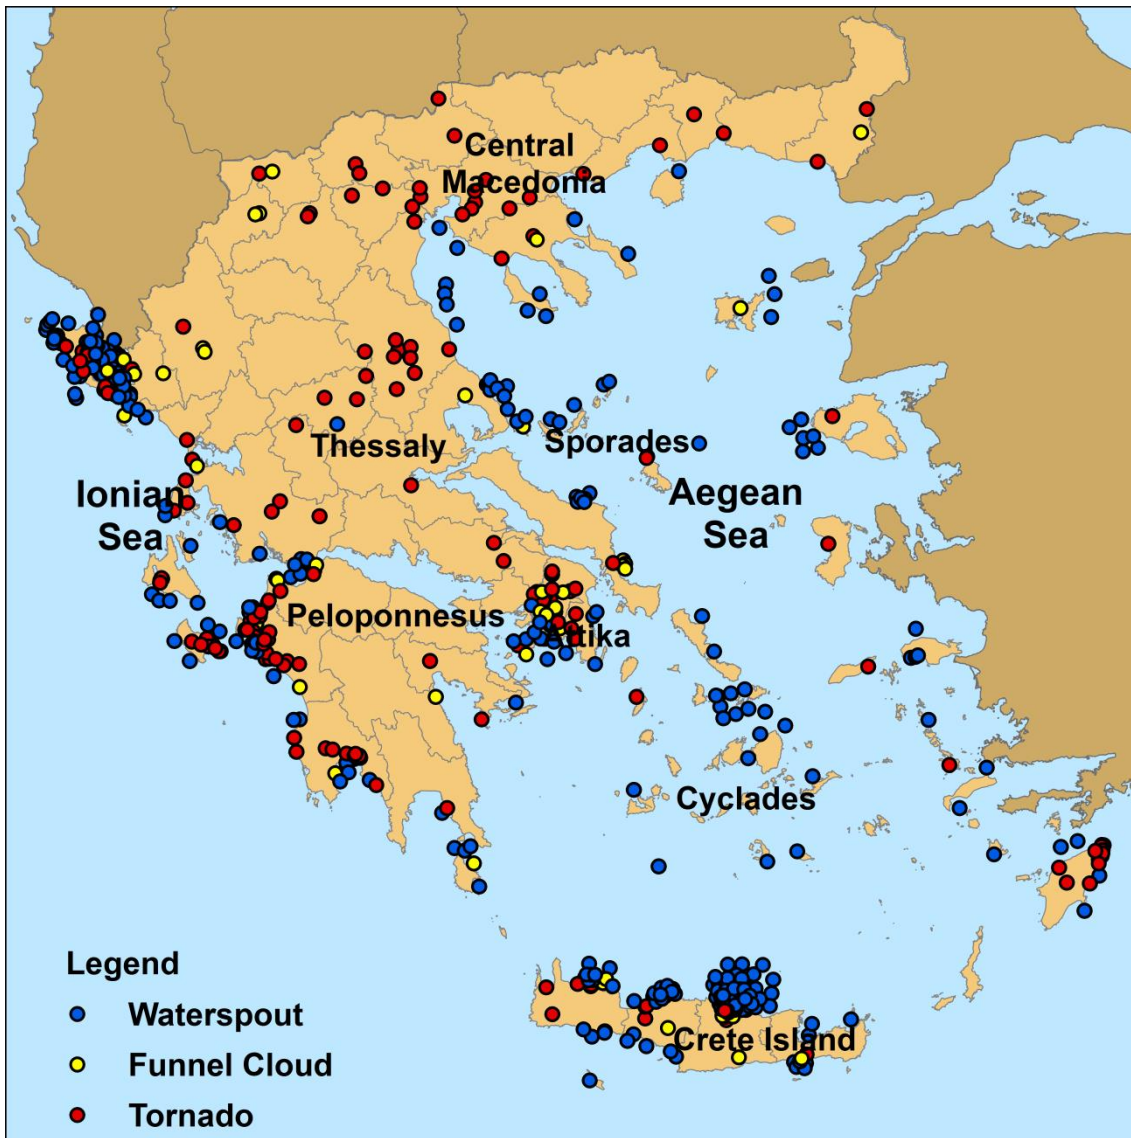 Central
Macedonia
Thessaly
Sporades
Ionian
Sea
Aegean
Sea
Peloponnesus
Attika
Cyclades
Legend
Waterspout
Funnel Cloud
Tornado
Crete Island